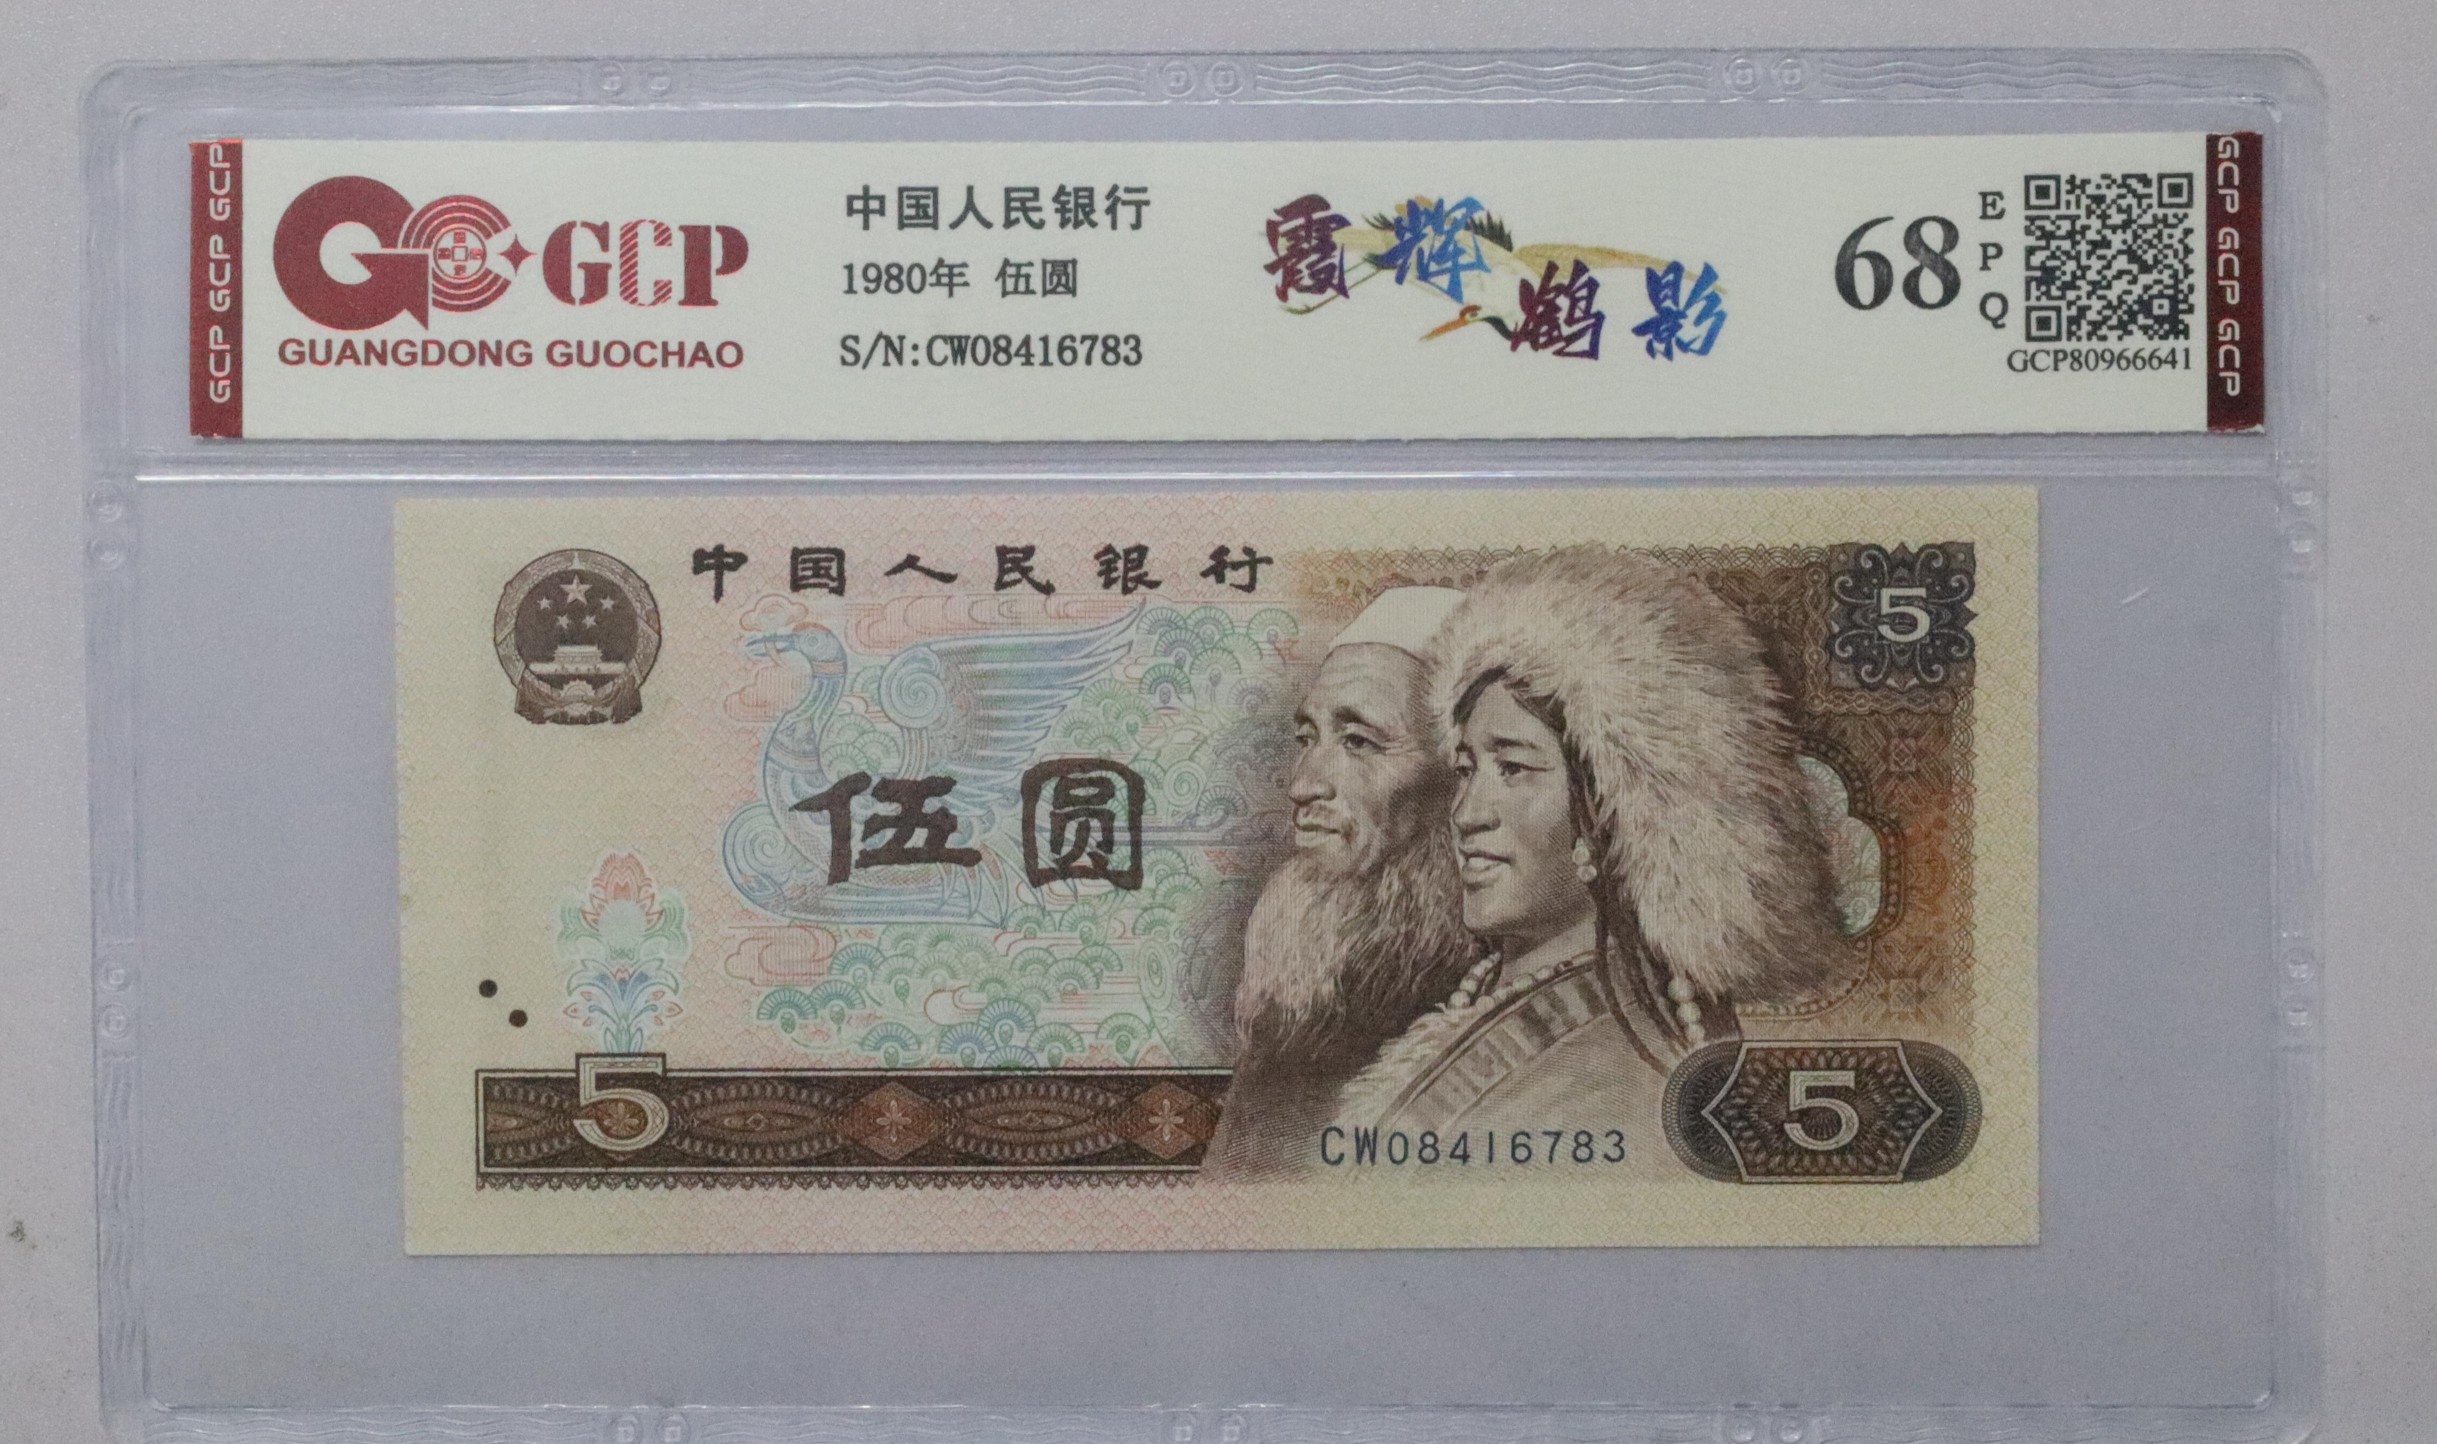 GCP GCP GCP
GCP
GUANGDONG GUOCHAO
中国人民银行
1980年 伍圆
S/N:CW08416783
霞辉鹤影
68
EPQ
GCP80966641
GCP GCP GCP
中国人民银行
5
伍圆
5
CW08416783
5